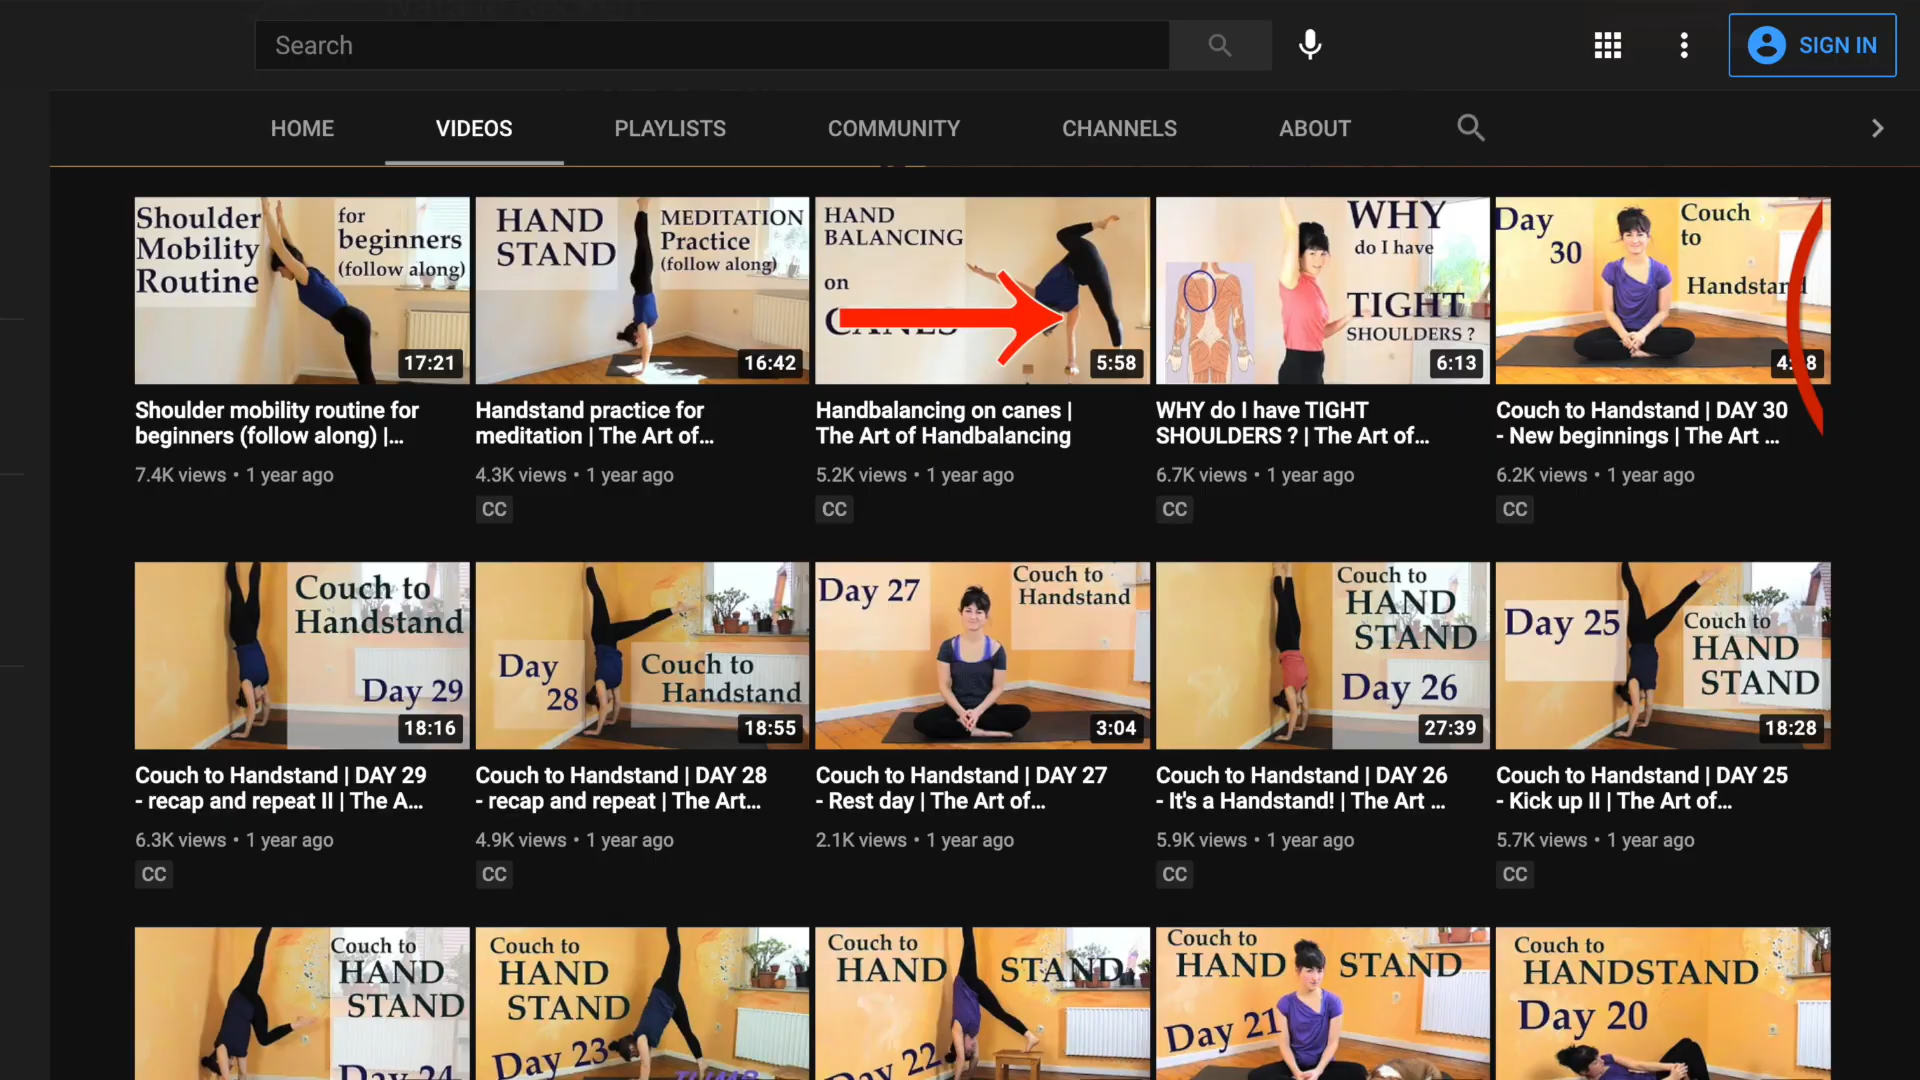 Search
SIGN IN
HOME VIDEOS PLAYLISTS COMMUNITY CHANNELS ABOUT
Shoulder
Mobility
Routine
for
beginners
(follow along)
17:21
HAND
STAND
MEDITATION
Practice
(follow along)
16:42
HAND
BALANCING
on
CANES
5:58
WHY
do I have
TIGHT
SHOULDERS ?
6:13
Day
30
Couch
to
Handstand
Shoulder mobility routine for
beginners (follow along) |...
7.4K views • 1 year ago
Handstand practice for
meditation | The Art of...
4.3K views • 1 year ago
CC
Handbalancing on canes |
The Art of Handbalancing
5.2K views • 1 year ago
CC
WHY do I have TIGHT
SHOULDERS ? | The Art of...
6.7K views • 1 year ago
CC
Couch to Handstand | DAY 30
- New beginnings | The Art ...
6.2K views • 1 year ago
CC
Couch to
Handstand
Day 29
18:16
Day
28
Couch to
Handstand
18:55
Day 27
Couch to
Handstand
3:04
Couch to
HAND
STAND
Day 26
27:39
Day 25
Couch to
HAND
STAND
18:28
Couch to Handstand | DAY 29
- recap and repeat II | The A...
6.3K views • 1 year ago
CC
Couch to Handstand | DAY 28
- recap and repeat | The Art...
4.9K views • 1 year ago
CC
Couch to Handstand | DAY 27
- Rest day | The Art of...
2.1K views • 1 year ago
Couch to Handstand | DAY 26
- It's a Handstand! | The Art ...
5.9K views • 1 year ago
CC
Couch to Handstand | DAY 25
- Kick up II | The Art of...
5.7K views • 1 year ago
CC
Couch to
HAND
STAND
Day 24
Couch to
HAND
STAND
Day 23
Couch to
HAND STAND
Day 22
Couch to
HAND STAND
Day 21
Couch to
HANDSTAND
Day 20